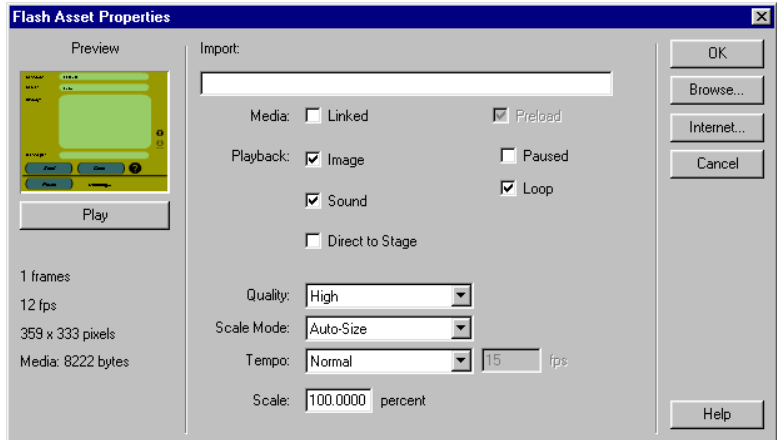 Flash Asset Properties
Preview
Play
1 frames
12 fps
359 x 333 pixels
Media: 8222 bytes
Import:
Media: Linked Preload
Playback: Image Paused
Sound Loop
Direct to Stage
Quality: High
Scale Mode: Auto-Size
Tempo: Normal 15 fps
Scale: 100.0000 percent
OK
Browse...
Internet...
Cancel
Help